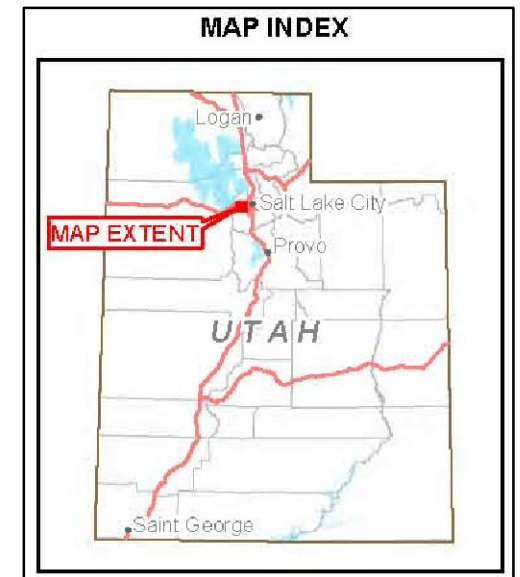 MAP INDEX
Logan
Salt Lake City
MAP EXTENT
Provo
UTAH
Saint George